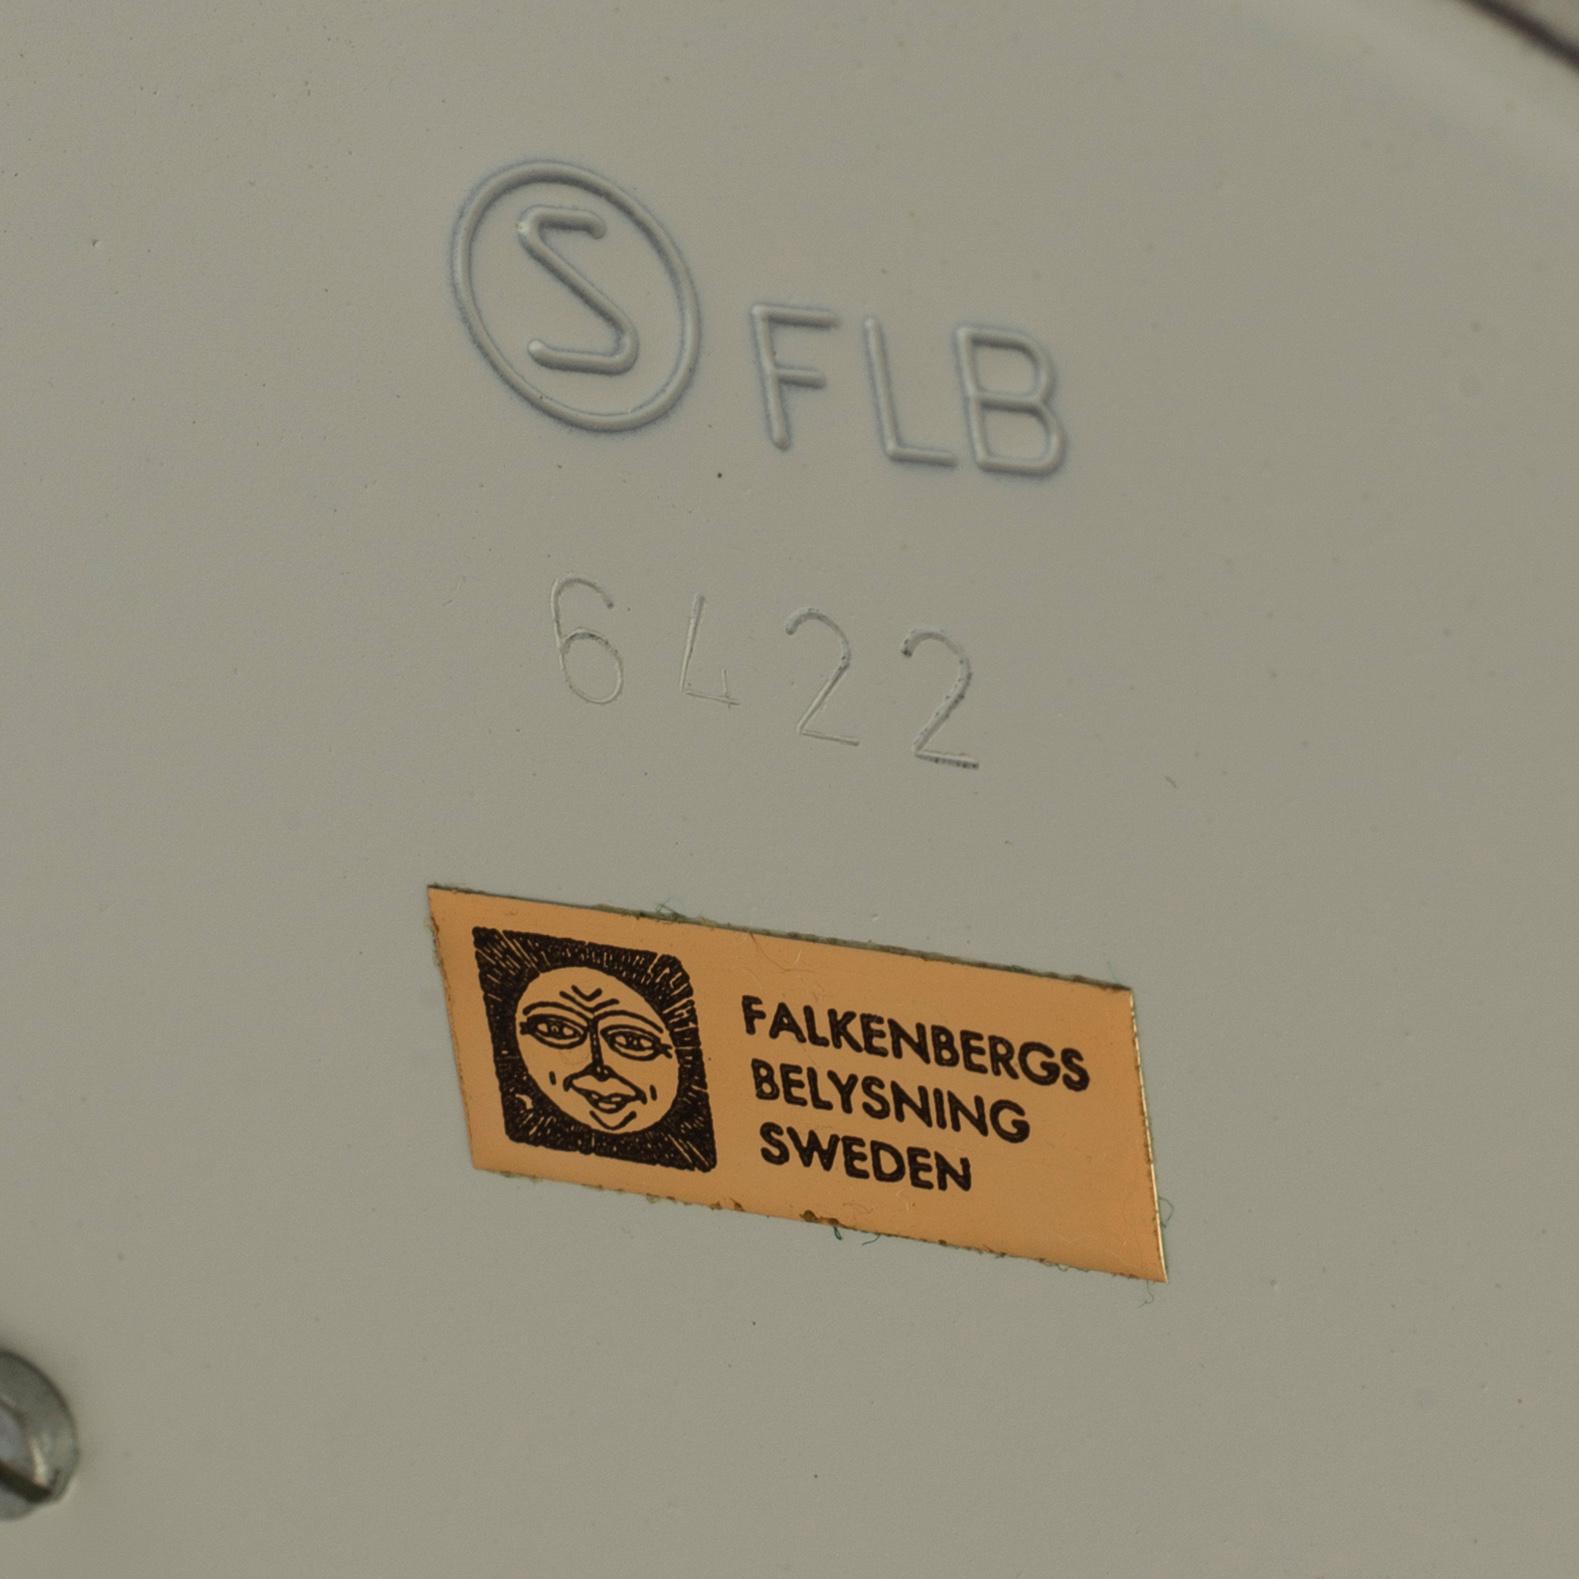 S FLB
6422
FALKENBERGS
BELYSNING
SWEDEN